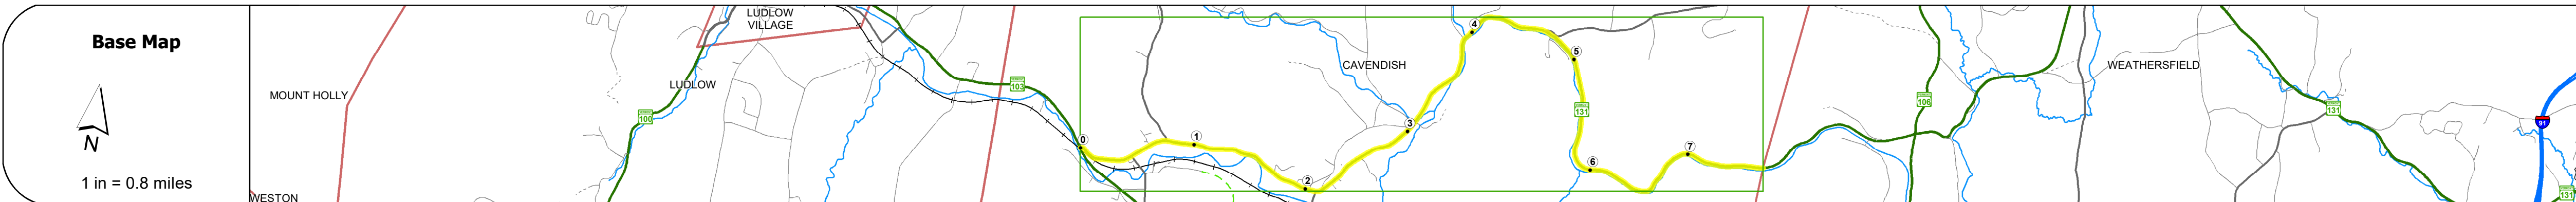 Base Map
N
1 in = 0.8 miles
MOUNT HOLLY
WESTON
LUDLOW
VILLAGE
LUDLOW
100
103
0
1
2
3
4
5
6
7
CAVENDISH
131
106
WEATHERSFIELD
131
91
131